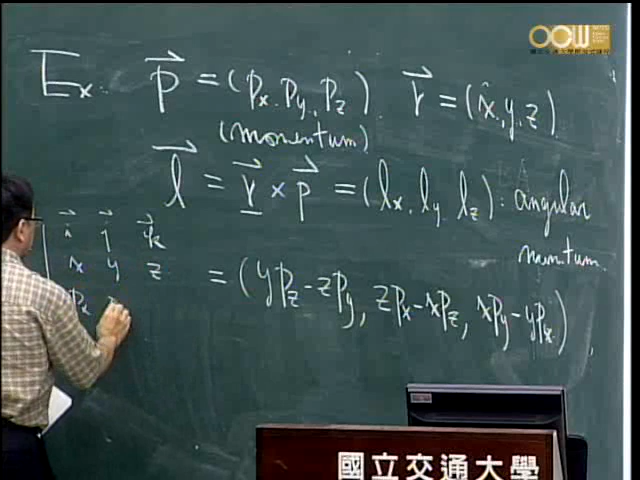 OCW
Ex. p⃗ = (px, py, pz) r⃗ = (x, y, z)
(momentum)
l⃗ = r⃗ × p⃗ = (lx, ly, lz) : angular
momentum.
i⃗ j⃗ k⃗
x y z = (ypz - zpy, zpx - xpz, xpy - ypx)
px
國立交通大學